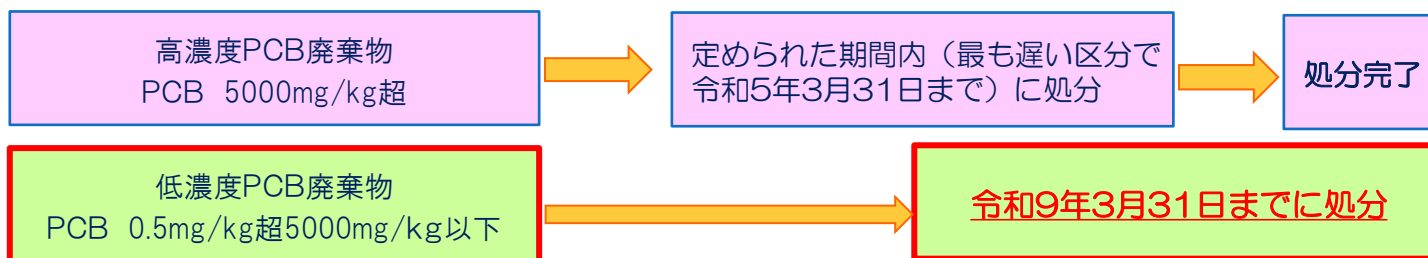 高濃度PCB廃棄物
PCB 5000mg/kg超
定められた期間内（最も遅い区分で
令和5年3月31日まで）に処分
処分完了
低濃度PCB廃棄物
PCB 0.5mg/kg超5000mg/kg以下
令和9年3月31日までに処分